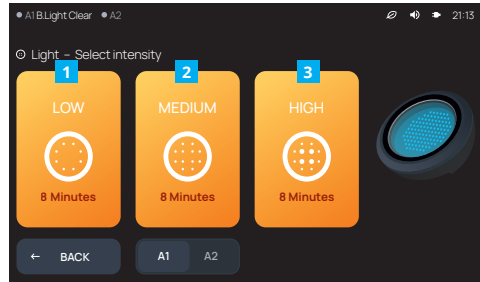 A1 B.Light Clear A2 21:13
Light – Select intensity
1 2 3
LOW MEDIUM HIGH
8 Minutes 8 Minutes 8 Minutes
← BACK A1 A2